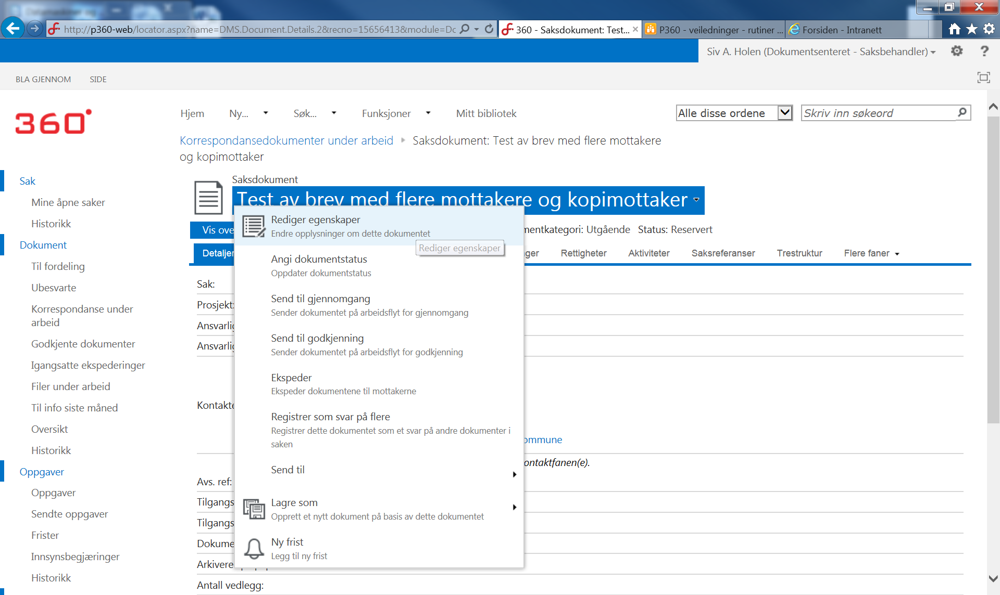 http://p360-web/locator.aspx?name=DMS.Document.Details.2&recno=15656413&module=Dc
360 - Saksdokument: Test...
P360 - veiledninger - rutiner ...
Forsiden - Intranett
Siv A. Holen (Dokumentsenteret - Saksbehandler)
?
BLA GJENNOM
SIDE
360°
Hjem
Ny...
Søk...
Funksjoner
Mitt bibliotek
Alle disse ordene
Skriv inn søkeord
Korrespondansedokumenter under arbeid
Saksdokument: Test av brev med flere mottakere
og kopimottaker
Saksdokument
Test av brev med flere mottakere og kopimottaker
Vis ove
mentkategori: Utgående Status: Reservert
Detaljer
nger
Rettigheter
Aktiviteter
Saksreferanser
Trestruktur
Flere faner
Sak
Mine åpne saker
Historikk
Dokument
Til fordeling
Ubesvarte
Korrespondanse under
arbeid
Godkjente dokumenter
Igangsatte ekspederinger
Filer under arbeid
Til info siste måned
Oversikt
Historikk
Oppgaver
Oppgaver
Sendte oppgaver
Frister
Innsynsbegjæringer
Historikk
Rediger egenskaper
Endre opplysninger om dette dokumentet
Rediger egenskaper
Angi dokumentstatus
Oppdater dokumentstatus
Send til gjennomgang
Sender dokumentet på arbeidsflyt for gjennomgang
Send til godkjenning
Sender dokumentet på arbeidsflyt for godkjenning
Ekspeder
Ekspeder dokumentene til mottakerne
Registrer som svar på flere
Registrer dette dokumentet som et svar på andre dokumenter i
saken
Send til
Lagre som
Opprett et nytt dokument på basis av dette dokumentet
Ny frist
Legg til ny frist
Sak:
Prosjekt:
Ansvarlig
Ansvarlig
Kontakte
ommune
ontaktfanen(e).
Avs. ref:
Tilgangs
Tilgangs
Dokume
Arkivere
Antall vedlegg: